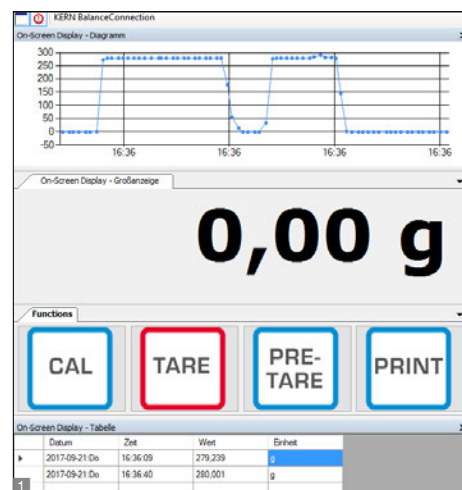 KERN BalanceConnection
On-Screen Display - Diagramm
300
250
200
150
100
50
0
-50
16:36 16:36 16:36 16:36
On-Screen Display - Großanzeige
0,00 g
Functions
CAL
TARE
PRE-
TARE
PRINT
On-Screen Display - Tabelle
Datum Zeit Wert Einheit
2017-09-21:Do 16:36:09 279,239 g
2017-09-21:Do 16:36:40 280,001 g
1